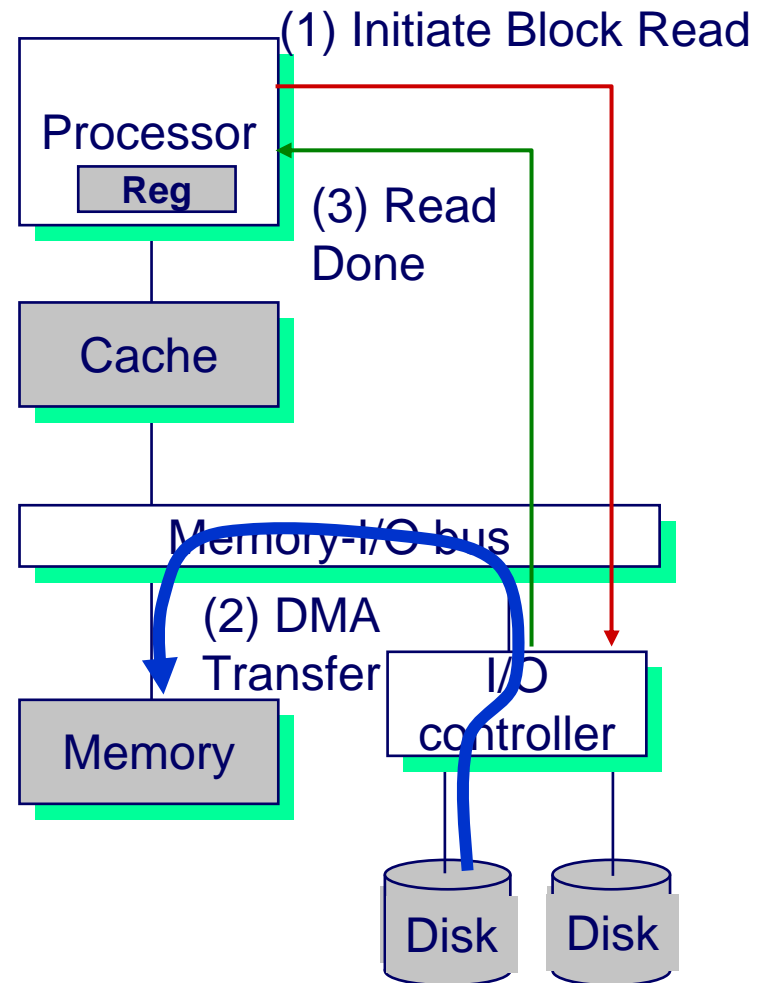 (1) Initiate Block Read
Processor
Reg
(3) Read
Done
Cache
Memory-I/O bus
(2) DMA
Transfer
I/O
controller
Memory
Disk
Disk